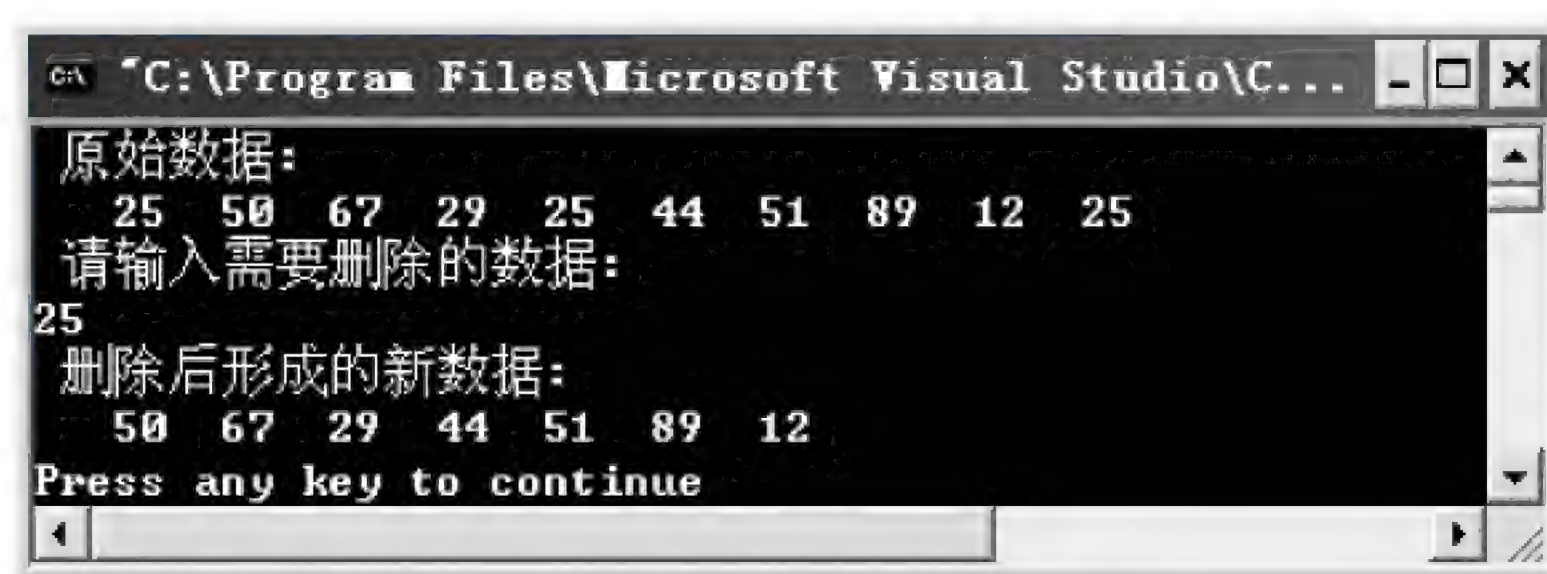 "C:\Program Files\Microsoft Visual Studio\C...
原始数据:
25 50 67 29 25 44 51 89 12 25
请输入需要删除的数据:
25
删除后形成的新数据:
50 67 29 44 51 89 12
Press any key to continue